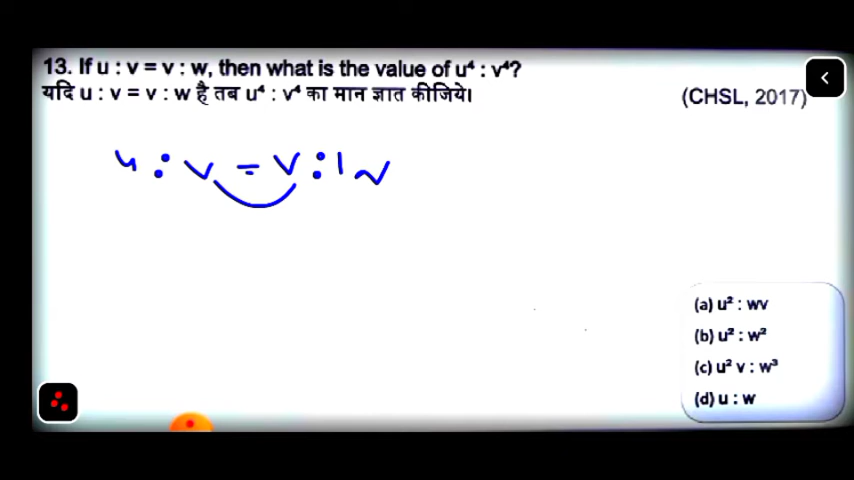 13. If u : v = v : w, then what is the value of u⁴ : v⁴?
यदि u : v = v : w है तब u⁴ : v⁴ का मान ज्ञात कीजिये।
(CHSL, 2017)
u : v = v : w
(a) u² : wv
(b) u² : w²
(c) u² v : w³
(d) u : w